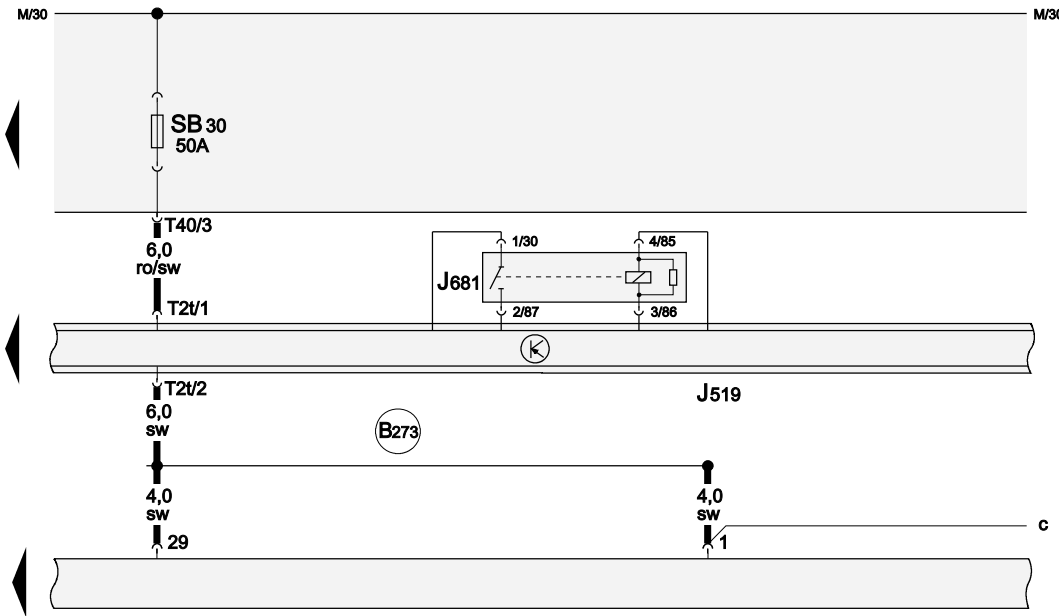 M/30
M/30
SB 30
50A
T40/3
6,0
ro/sw
T2t/1
1/30
4/85
J681
2/87
3/86
T2t/2
6,0
sw
J519
B273
4,0
sw
29
4,0
sw
1
c